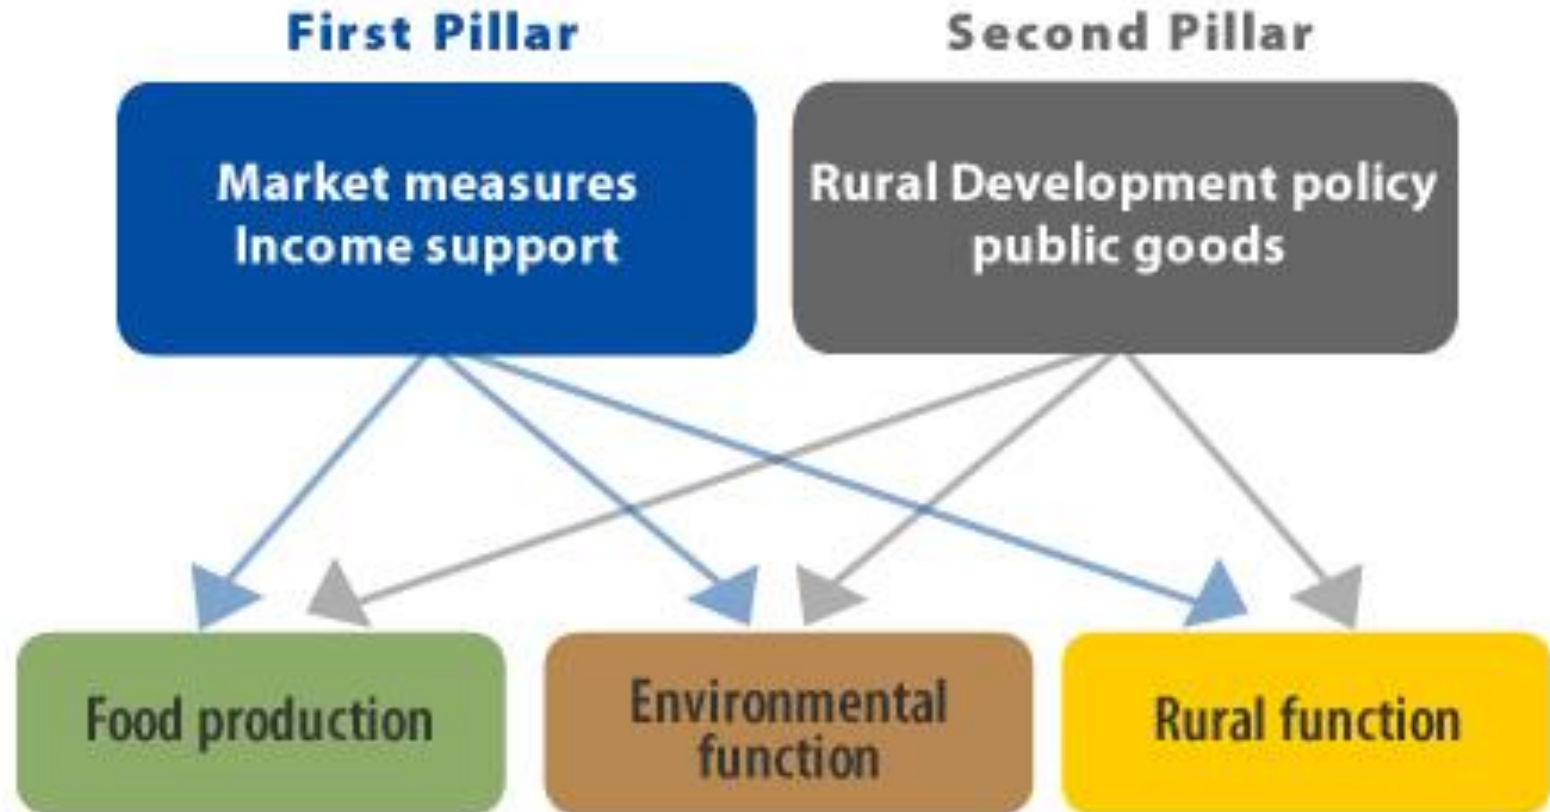 First Pillar
Second Pillar
Market measures
Income support
Rural Development policy
public goods
Food production
Environmental
function
Rural function